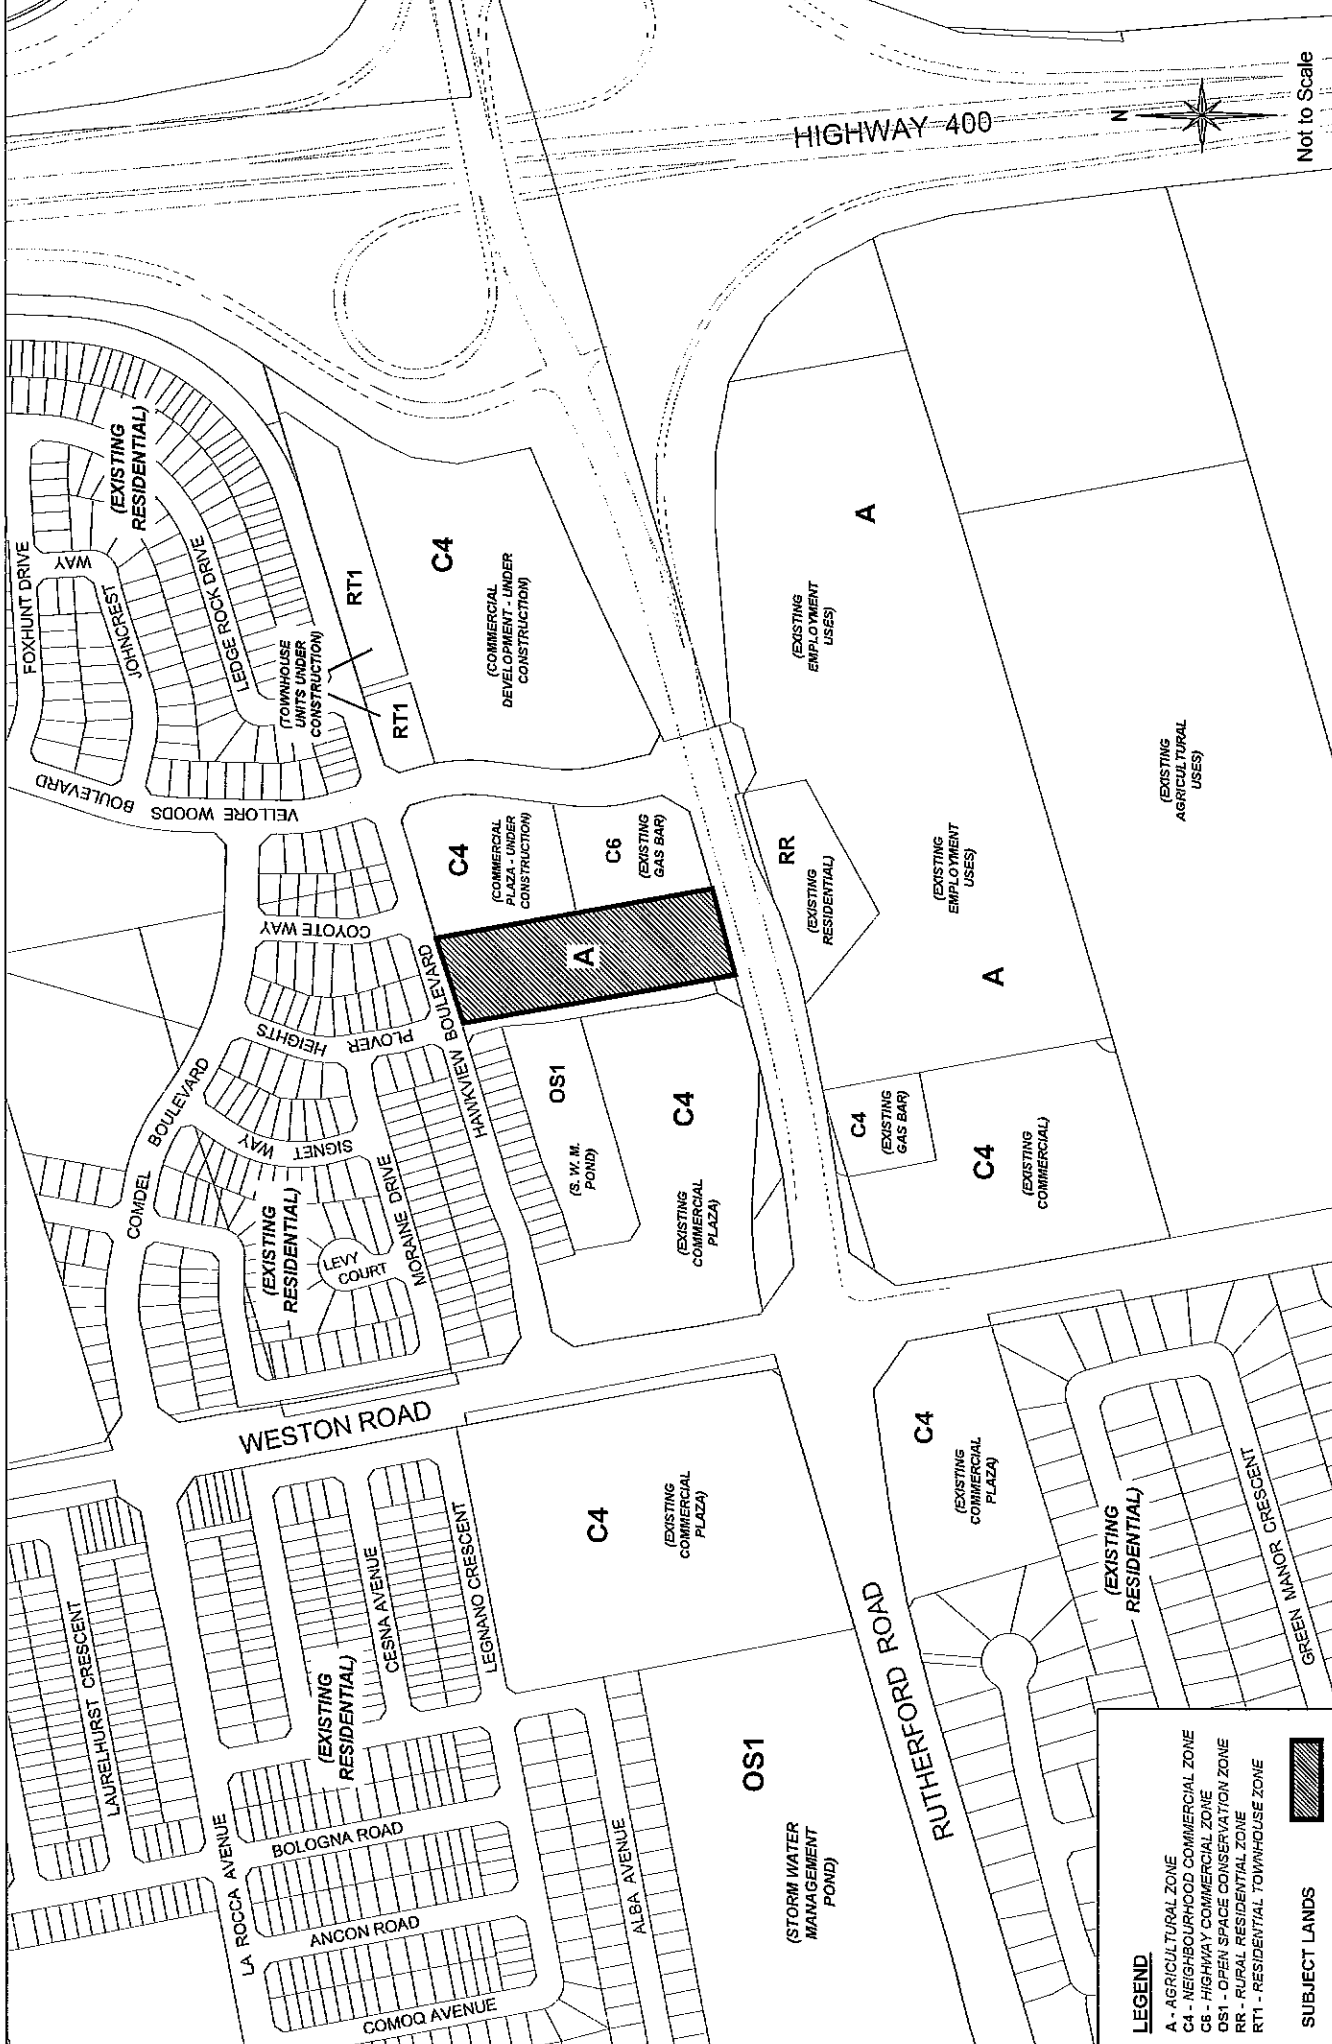 FOXHUNT DRIVE
WAY
JOHNCREST
LEDGE ROCK DRIVE
(EXISTING
RESIDENTIAL)
HIGHWAY 400
N
Not to Scale
VELLORE WOODS BOULEVARD
(TOWNHOUSE
UNITS UNDER
CONSTRUCTION)
RT1
RT1
C4
(COMMERCIAL
DEVELOPMENT - UNDER
CONSTRUCTION)
A
(EXISTING
EMPLOYMENT
USES)
(EXISTING
AGRICULTURAL
USES)
C4
(COMMERCIAL
PLAZA - UNDER
CONSTRUCTION)
C6
(EXISTING
GAS BAR)
RR
(EXISTING
RESIDENTIAL)
(EXISTING
EMPLOYMENT
USES)
A
COYOTE WAY
PLOVER HEIGHTS
SIGNET WAY
COMDEL BOULEVARD
HAWKVIEW BOULEVARD
MORAINE DRIVE
LEVY
COURT
(EXISTING
RESIDENTIAL)
A
OS1
(S. W. M.
POND)
C4
(EXISTING
COMMERCIAL
PLAZA)
C4
(EXISTING
GAS BAR)
C4
(EXISTING
COMMERCIAL)
WESTON ROAD
LAURELHURST CRESCENT
CESNA AVENUE
LEGNANO CRESCENT
(EXISTING
RESIDENTIAL)
C4
(EXISTING
COMMERCIAL
PLAZA)
C4
(EXISTING
COMMERCIAL
PLAZA)
(EXISTING
RESIDENTIAL)
GREEN MANOR CRESCENT
RUTHERFORD ROAD
LA ROCCA AVENUE
BOLOGNA ROAD
ANCON ROAD
COMOQ AVENUE
ALBA AVENUE
OS1
(STORM WATER
MANAGEMENT
POND)
LEGEND
A - AGRICULTURAL ZONE
C4 - NEIGHBOURHOOD COMMERCIAL ZONE
C6 - HIGHWAY COMMERCIAL ZONE
OS1 - OPEN SPACE CONSERVATION ZONE
RR - RURAL RESIDENTIAL ZONE
RT1 - RESIDENTIAL TOWNHOUSE ZONE
SUBJECT LANDS